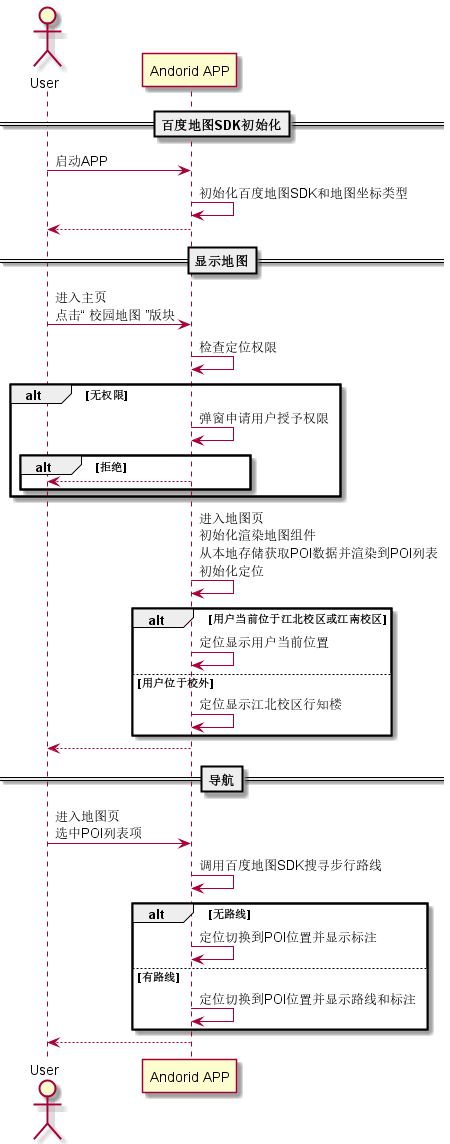 User
Andorid APP
百度地图SDK初始化
启动APP
初始化百度地图SDK和地图坐标类型
显示地图
进入主页
点击“ 校园地图 ”版块
检查定位权限
alt [无权限]
弹窗申请用户授予权限
alt [拒绝]
进入地图页
初始化渲染地图组件
从本地存储获取POI数据并渲染到POI列表
初始化定位
alt [用户当前位于江北校区或江南校区]
定位显示用户当前位置
[用户位于校外]
定位显示江北校区行知楼
导航
进入地图页
选中POI列表项
调用百度地图SDK搜寻步行路线
alt [无路线]
定位切换到POI位置并显示标注
[有路线]
定位切换到POI位置并显示路线和标注
User
Andorid APP